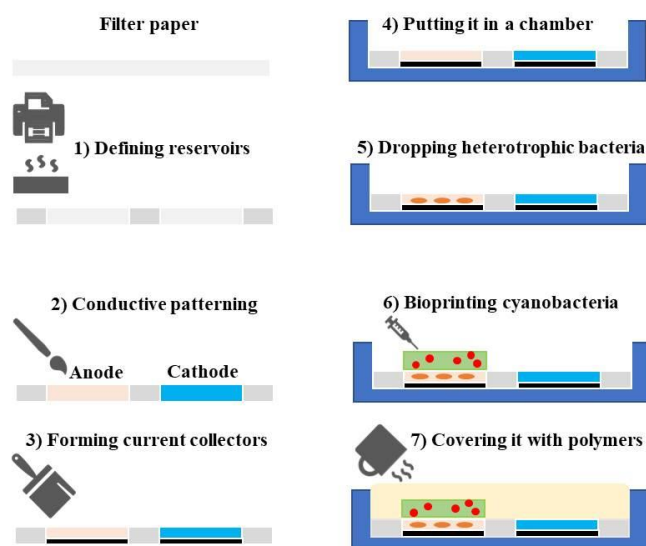 Filter paper
1) Defining reservoirs
2) Conductive patterning
Anode Cathode
3) Forming current collectors
4) Putting it in a chamber
5) Dropping heterotrophic bacteria
6) Bioprinting cyanobacteria
7) Covering it with polymers